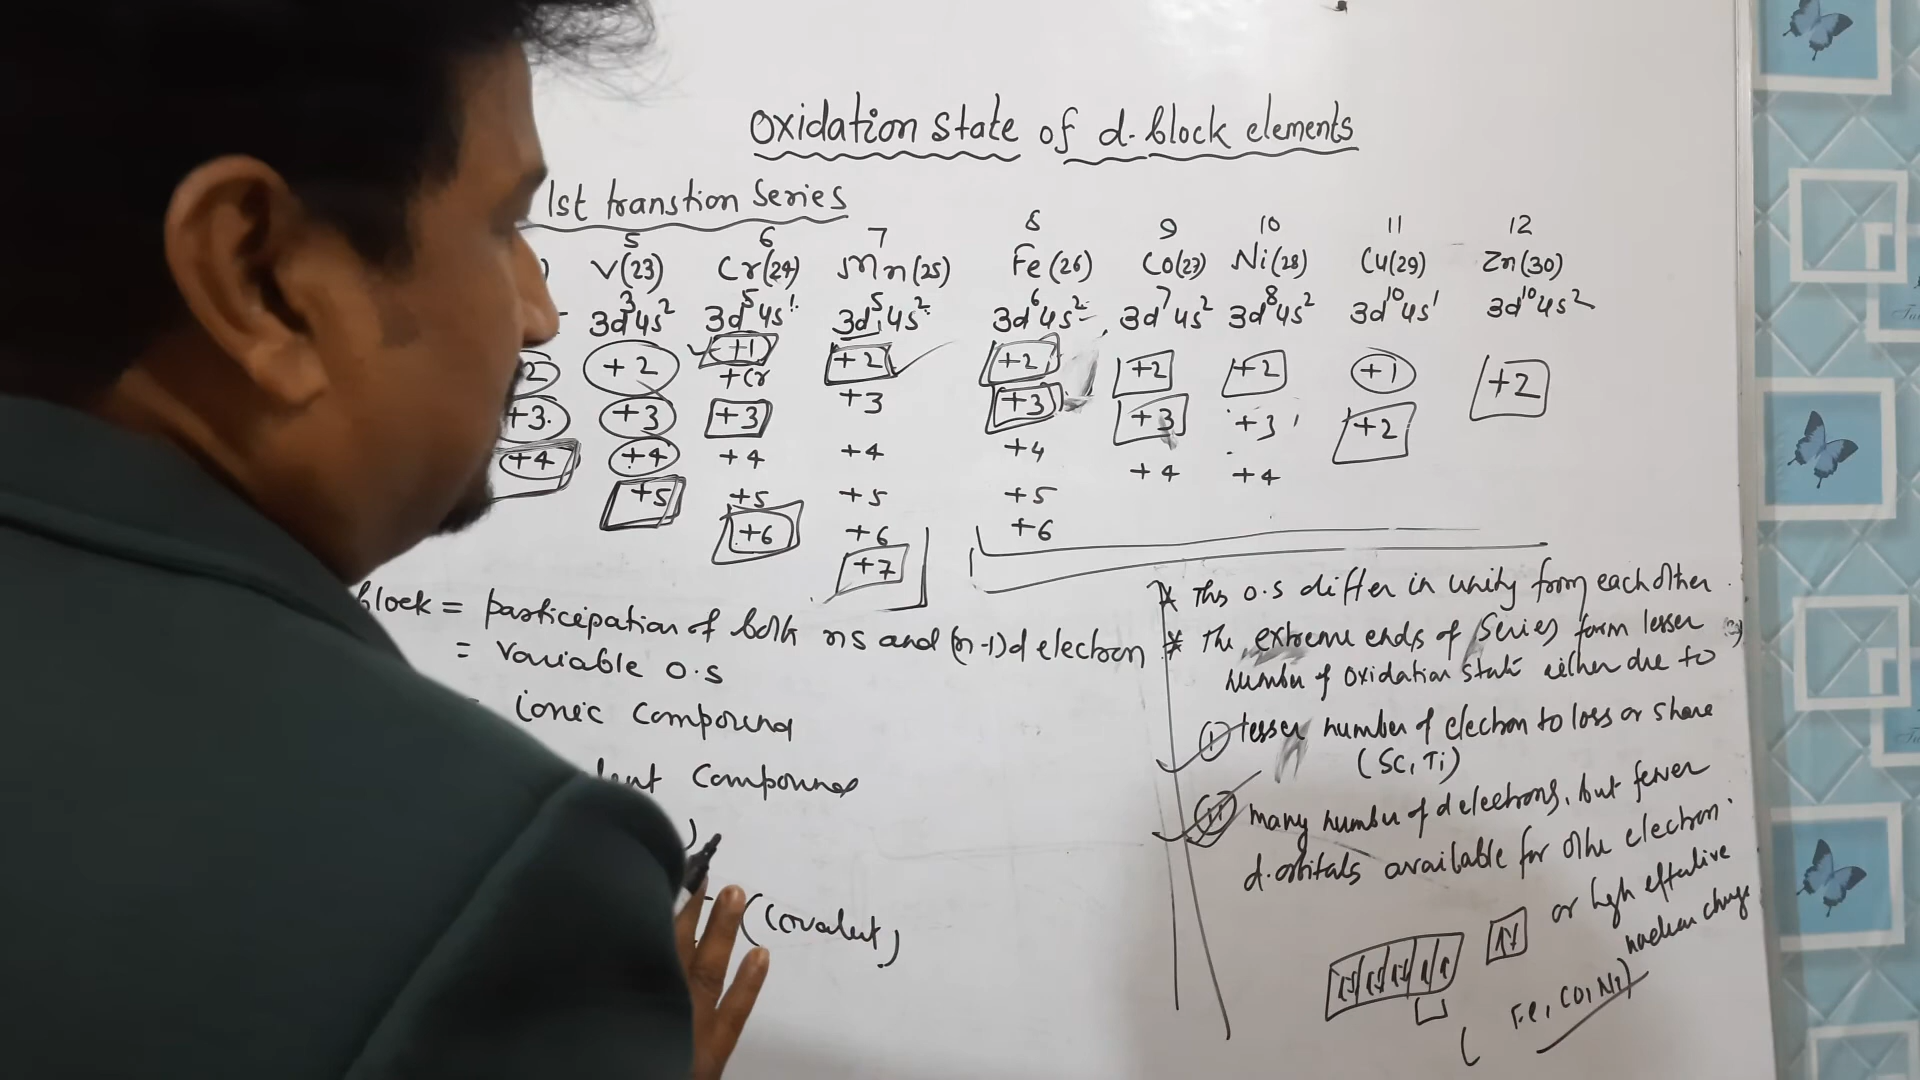 Oxidation state of d-block elements
1st transtion Series
5 6 7 8 9 10 11 12
V(23) Cr(24) Mn(25) Fe(26) Co(27) Ni(28) Cu(29) Zn(30)
3d³4s² 3d⁵4s¹ 3d⁵4s² 3d⁶4s² 3d⁷4s² 3d⁸4s² 3d¹⁰4s¹ 3d¹⁰4s²
2 +2 +1 +2 +2 +2 +2 +1 +2
+3 +3 +3 +3 +3 +3 +3 +2
+4 +4 +4 +4 +4 +4 +4
+5 +5 +5 +5
+6 +6 +6
+7
block = participation of both ns and (n-1)d electron
= variable o.s
= ionic compound
compound
(covalent)
* This o.s differ in unity from each other
* The extreme ends of series form lesser
number of oxidation state either due to
(i) lesser number of electron to loss or share
(Sc, Ti)
(ii) many number of d electrons, but fewer
d.orbitals available for othe electron.
or high effective
nuclear charge
(Fe, CO, Ni)